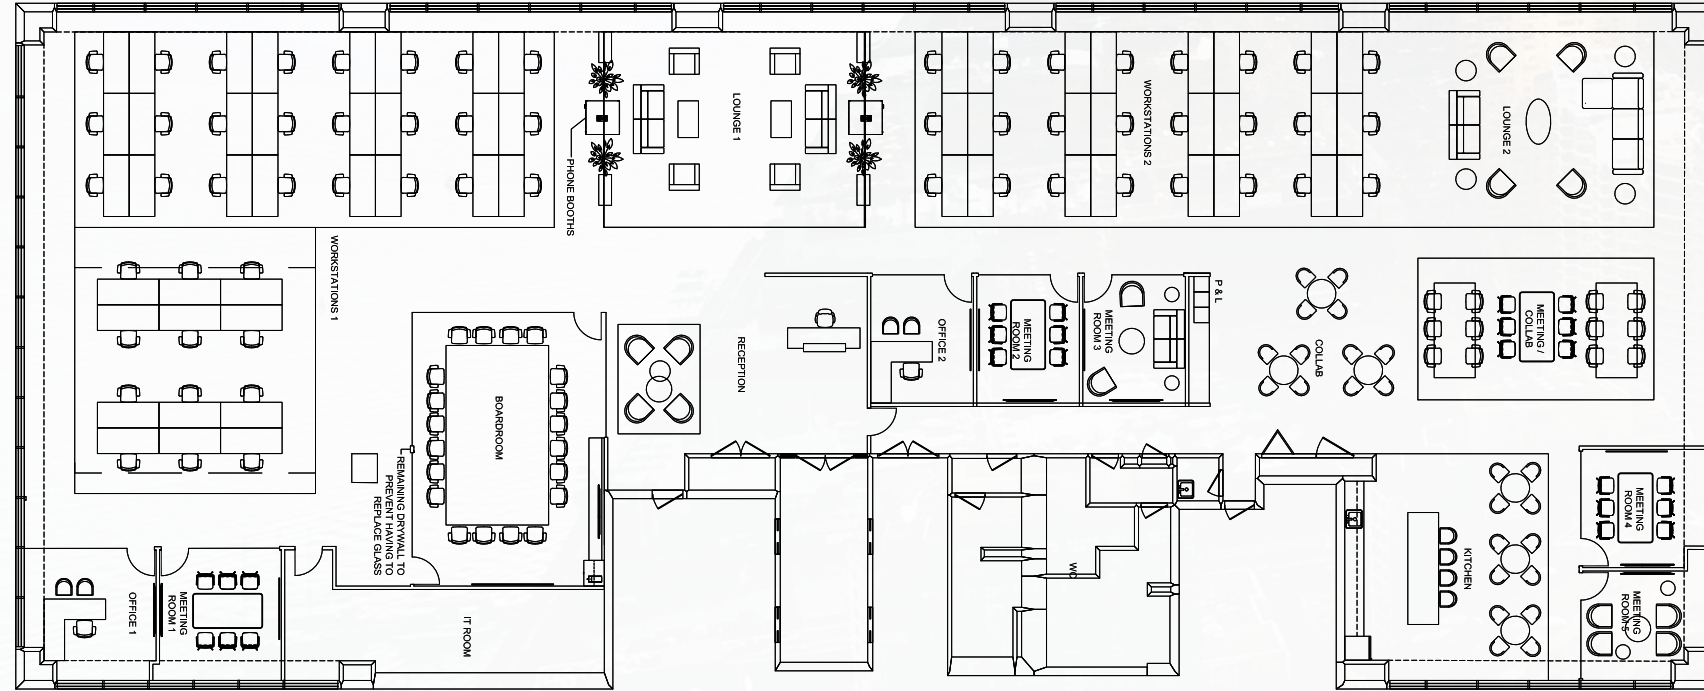 PHONE BOOTHS
LOUNGE 1
WORKSTATIONS 2
LOUNGE 2
WORKSTATIONS 1
P & L
OFFICE 2
MEETING
ROOM 2
MEETING
ROOM 3
RECEPTION
COLLAB
MEETING /
COLLAB
BOARDROOM
REMAINING DRYWALL TO
PREVENT HAVING TO
REPLACE GLASS
MEETING
ROOM 4
KITCHEN
WC
OFFICE 1
MEETING
ROOM 1
IT ROOM
MEETING
ROOM 5